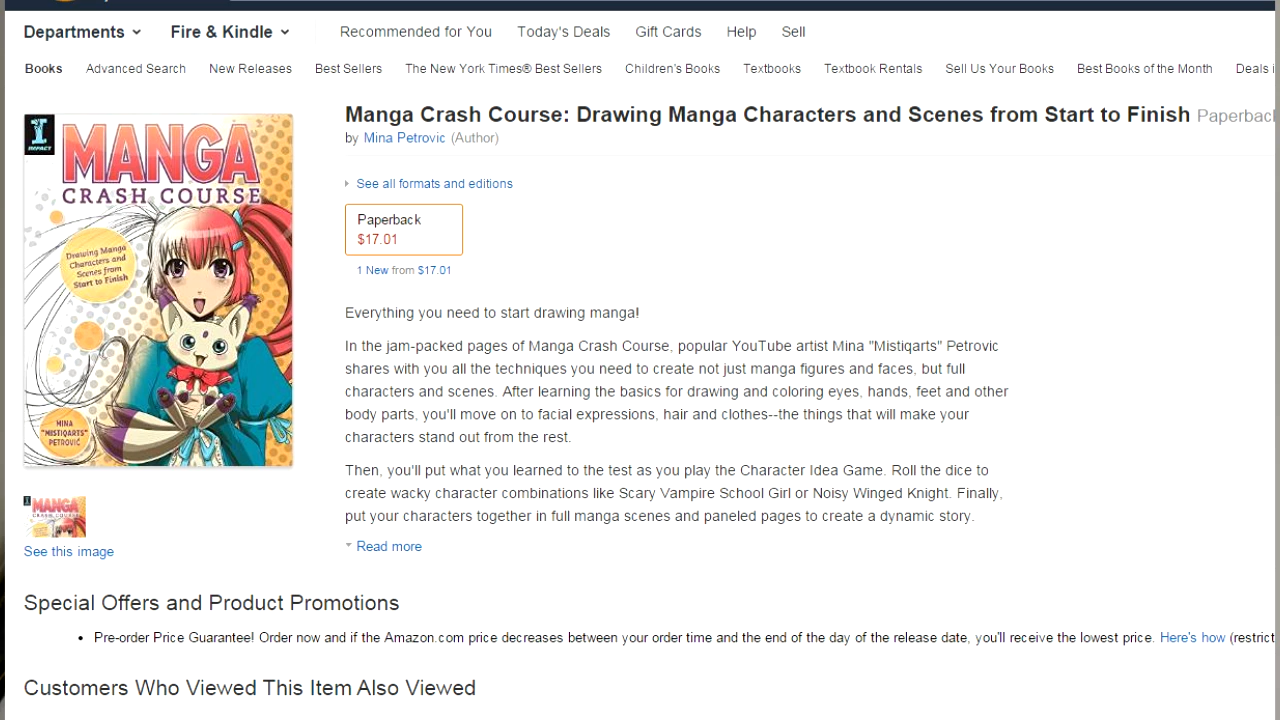 Departments
Fire & Kindle
Recommended for You
Today's Deals
Gift Cards
Help
Sell
Books
Advanced Search
New Releases
Best Sellers
The New York Times® Best Sellers
Children's Books
Textbooks
Textbook Rentals
Sell Us Your Books
Best Books of the Month
Deals i
I
IMPACT
MANGA
CRASH COURSE
Drawing Manga
Characters and
Scenes from
Start to Finish
MINA
"MISTIQARTS"
PETROVIĆ
Manga Crash Course: Drawing Manga Characters and Scenes from Start to Finish Paperbac
by Mina Petrovic (Author)
See all formats and editions
Paperback
$17.01
1 New from $17.01
Everything you need to start drawing manga!
In the jam-packed pages of Manga Crash Course, popular YouTube artist Mina "Mistiqarts" Petrovic
shares with you all the techniques you need to create not just manga figures and faces, but full
characters and scenes. After learning the basics for drawing and coloring eyes, hands, feet and other
body parts, you'll move on to facial expressions, hair and clothes--the things that will make your
characters stand out from the rest.
Then, you'll put what you learned to the test as you play the Character Idea Game. Roll the dice to
create wacky character combinations like Scary Vampire School Girl or Noisy Winged Knight. Finally,
put your characters together in full manga scenes and paneled pages to create a dynamic story.
Read more
MANGA
CRASH COURSE
See this image
Special Offers and Product Promotions
• Pre-order Price Guarantee! Order now and if the Amazon.com price decreases between your order time and the end of the day of the release date, you'll receive the lowest price. Here's how (restrict
Customers Who Viewed This Item Also Viewed